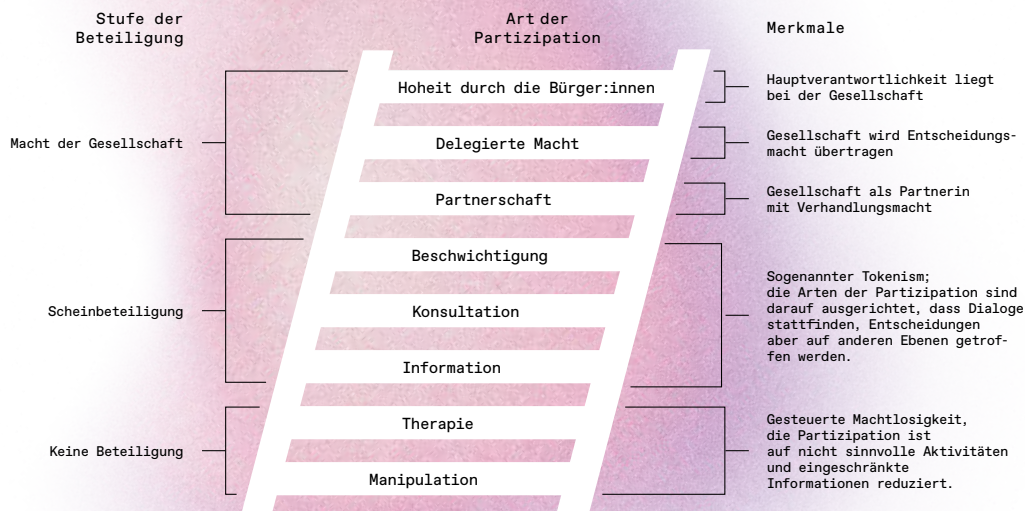 Stufe der
Beteiligung
Art der
Partizipation
Merkmale
Macht der Gesellschaft
Hoheit durch die Bürger:innen
Hauptverantwortlichkeit liegt
bei der Gesellschaft
Delegierte Macht
Gesellschaft wird Entscheidungs-
macht übertragen
Partnerschaft
Gesellschaft als Partnerin
mit Verhandlungsmacht
Scheinbeteiligung
Beschwichtigung
Konsultation
Information
Sogenannter Tokenism;
die Arten der Partizipation sind
darauf ausgerichtet, dass Dialoge
stattfinden, Entscheidungen
aber auf anderen Ebenen getrof-
fen werden.
Keine Beteiligung
Therapie
Manipulation
Gesteuerte Machtlosigkeit,
die Partizipation ist
auf nicht sinnvolle Aktivitäten
und eingeschränkte
Informationen reduziert.